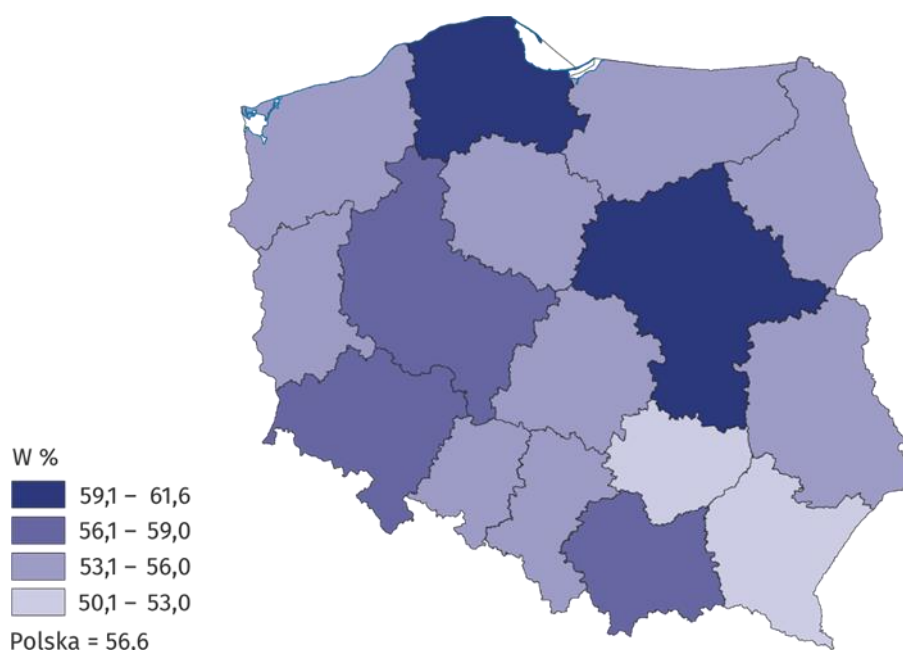 W %
59,1 – 61,6
56,1 – 59,0
53,1 – 56,0
50,1 – 53,0
Polska = 56,6